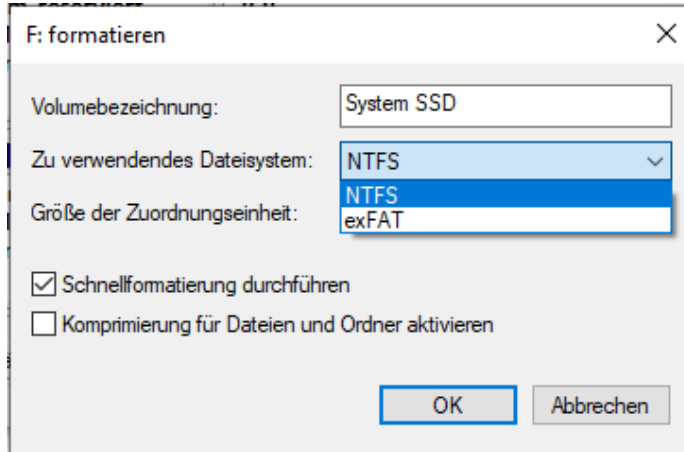 F: formatieren
Volumebezeichnung: System SSD
Zu verwendendes Dateisystem: NTFS
NTFS
Größe der Zuordnungseinheit:
exFAT
Schnellformatierung durchführen
Komprimierung für Dateien und Ordner aktivieren
OK Abbrechen